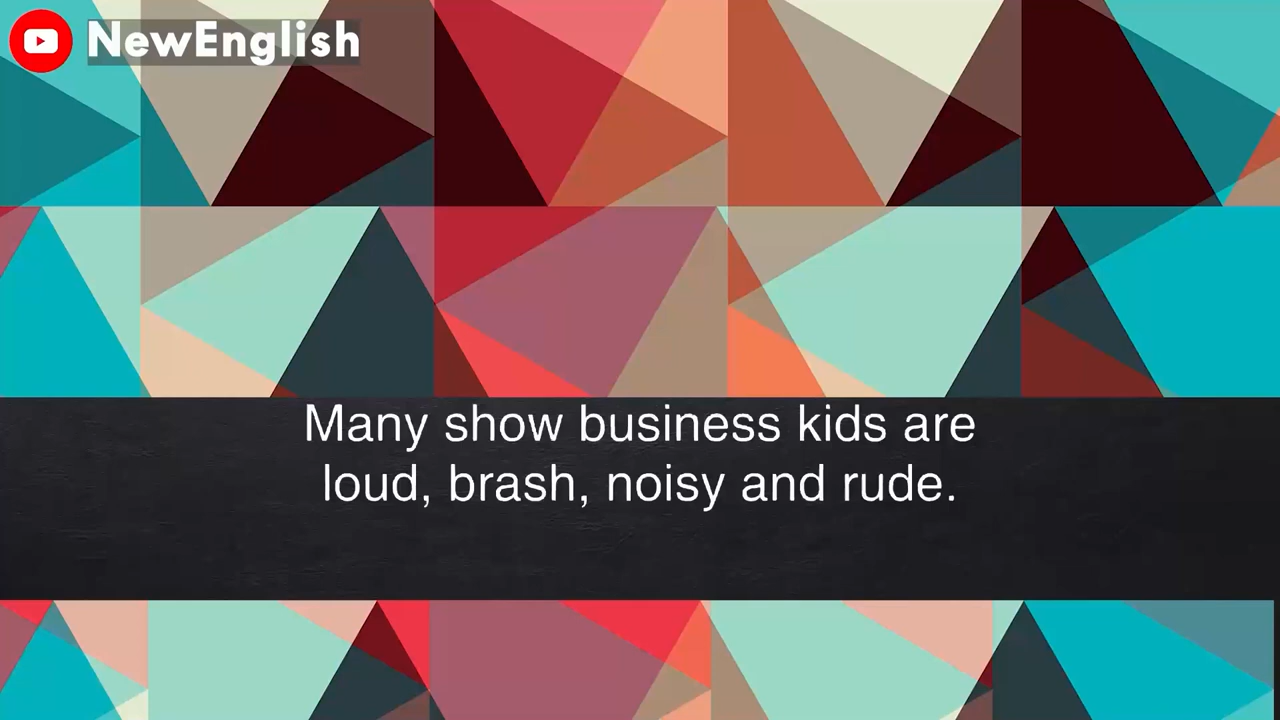 NewEnglish
Many show business kids are
loud, brash, noisy and rude.